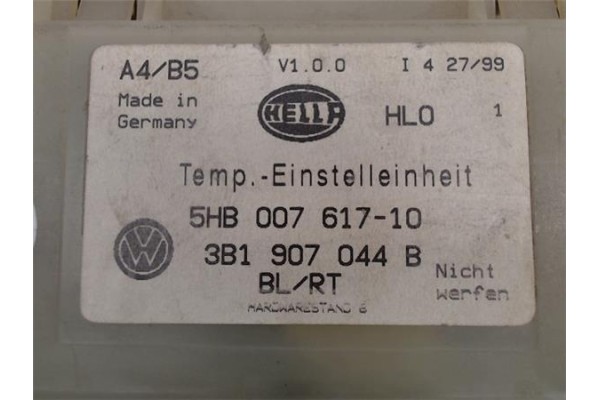 A4/B5 V1.0.0 I 4 27/99
Made in
Germany
HELLA
HLO 1
Temp.-Einstelleinheit
5HB 007 617-10
3B1 907 044 B
BL/RT
Nicht
werfen
HARDWARESTAND 6
VW